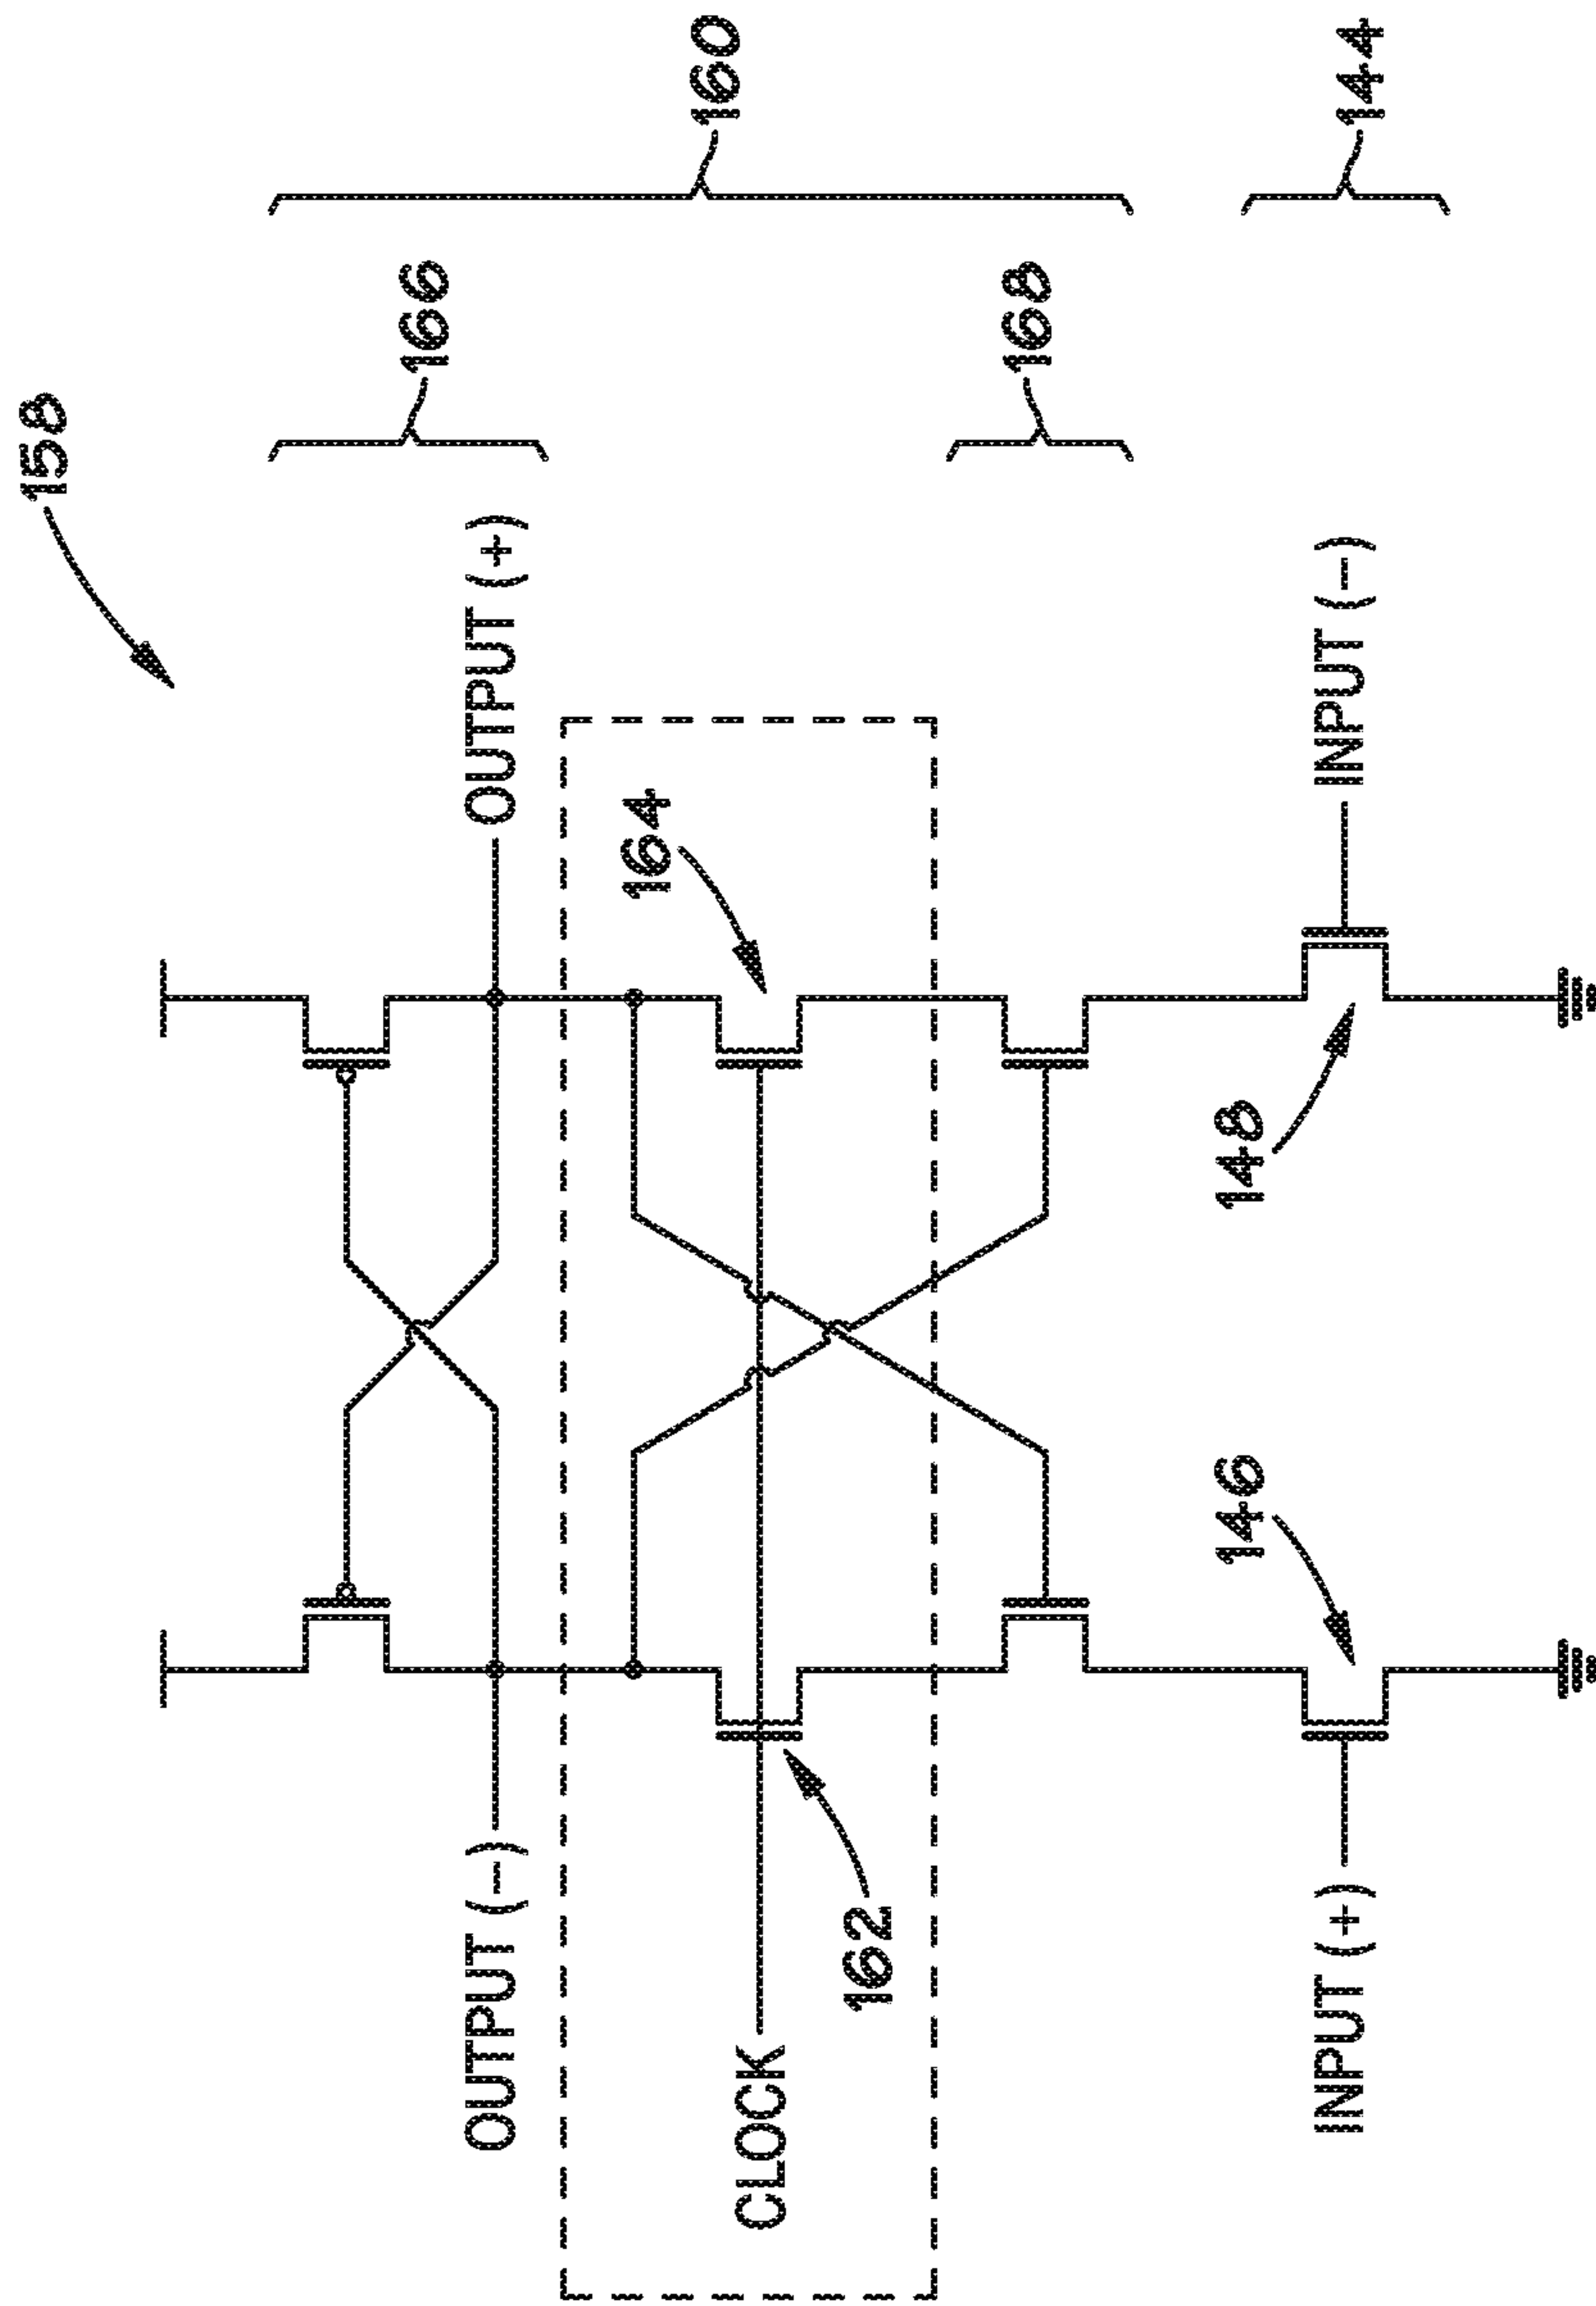 158
166
160
OUTPUT (−)
OUTPUT (+)
164
CLOCK
162
168
146
148
144
INPUT (+)
INPUT (−)